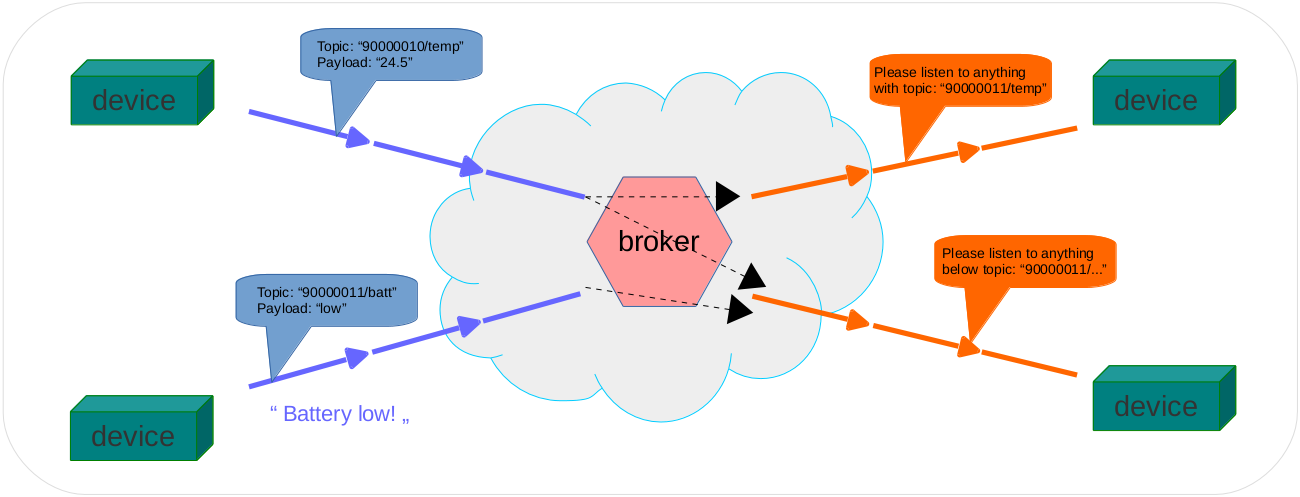 Topic: “90000010/temp”
Payload: “24.5”
Please listen to anything
with topic: “90000011/temp”
device
device
broker
Please listen to anything
below topic: “90000011/...”
Topic: “90000011/batt”
Payload: “low”
“ Battery low! „
device
device